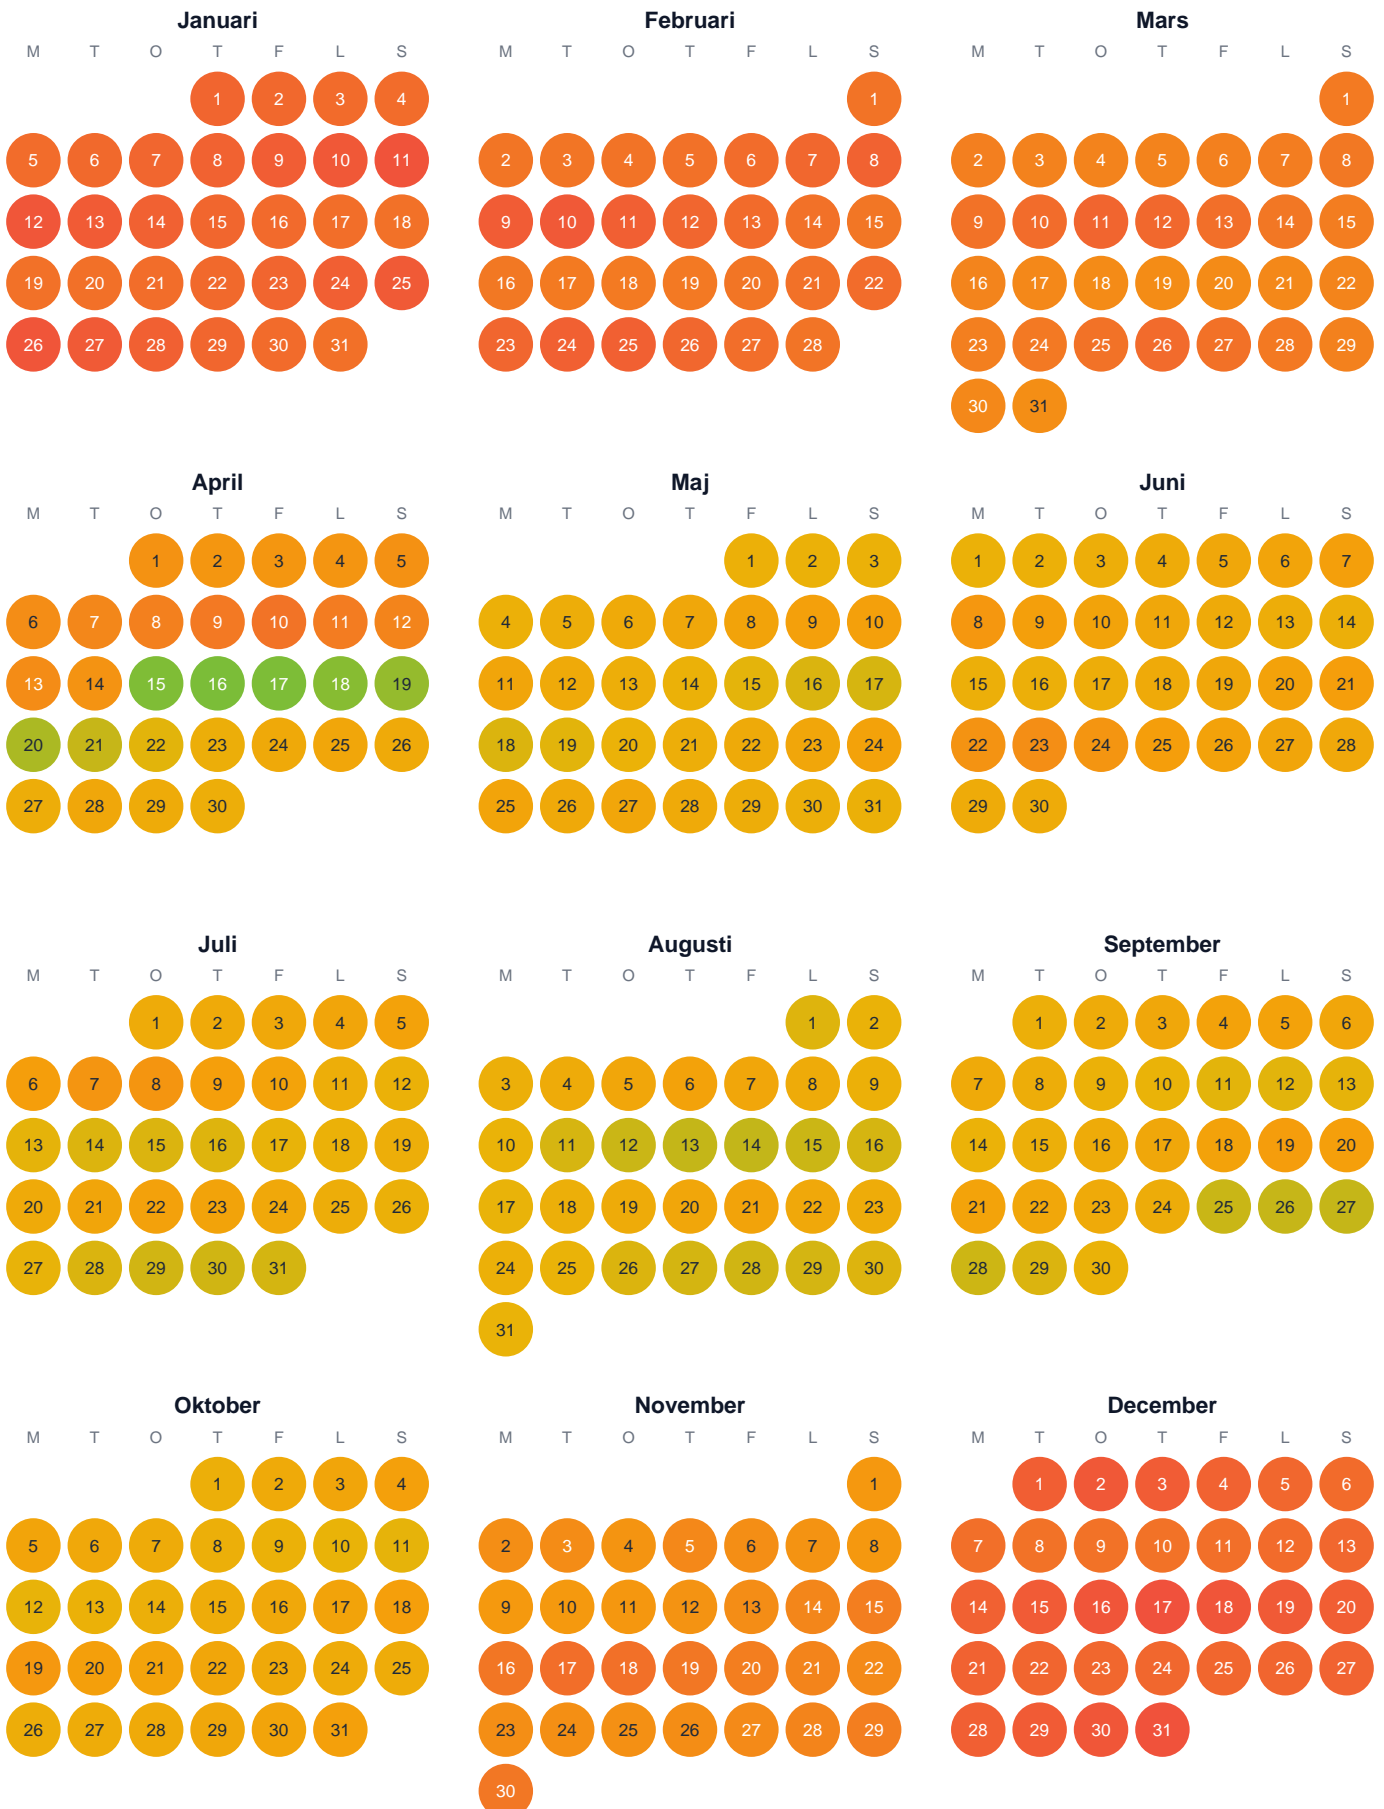 Januari Februari Mars
M T O T F L S M T O T F L S M T O T F L S
1 2 3 4 1 1
5 6 7 8 9 10 11 2 3 4 5 6 7 8 2 3 4 5 6 7 8
12 13 14 15 16 17 18 9 10 11 12 13 14 15 9 10 11 12 13 14 15
19 20 21 22 23 24 25 16 17 18 19 20 21 22 16 17 18 19 20 21 22
26 27 28 29 30 31 23 24 25 26 27 28 23 24 25 26 27 28 29
30 31
April Maj Juni
M T O T F L S M T O T F L S M T O T F L S
1 2 3 4 5 1 2 3 1 2 3 4 5 6 7
6 7 8 9 10 11 12 4 5 6 7 8 9 10 8 9 10 11 12 13 14
13 14 15 16 17 18 19 11 12 13 14 15 16 17 15 16 17 18 19 20 21
20 21 22 23 24 25 26 18 19 20 21 22 23 24 22 23 24 25 26 27 28
27 28 29 30 25 26 27 28 29 30 31 29 30
Juli Augusti September
M T O T F L S M T O T F L S M T O T F L S
1 2 3 4 5 1 2 1 2 3 4 5 6
6 7 8 9 10 11 12 3 4 5 6 7 8 9 7 8 9 10 11 12 13
13 14 15 16 17 18 19 10 11 12 13 14 15 16 14 15 16 17 18 19 20
20 21 22 23 24 25 26 17 18 19 20 21 22 23 21 22 23 24 25 26 27
27 28 29 30 31 24 25 26 27 28 29 30 28 29 30
31
Oktober November December
M T O T F L S M T O T F L S M T O T F L S
1 2 3 4 1 1 2 3 4 5 6
5 6 7 8 9 10 11 2 3 4 5 6 7 8 7 8 9 10 11 12 13
12 13 14 15 16 17 18 9 10 11 12 13 14 15 14 15 16 17 18 19 20
19 20 21 22 23 24 25 16 17 18 19 20 21 22 21 22 23 24 25 26 27
26 27 28 29 30 31 23 24 25 26 27 28 29 28 29 30 31
30